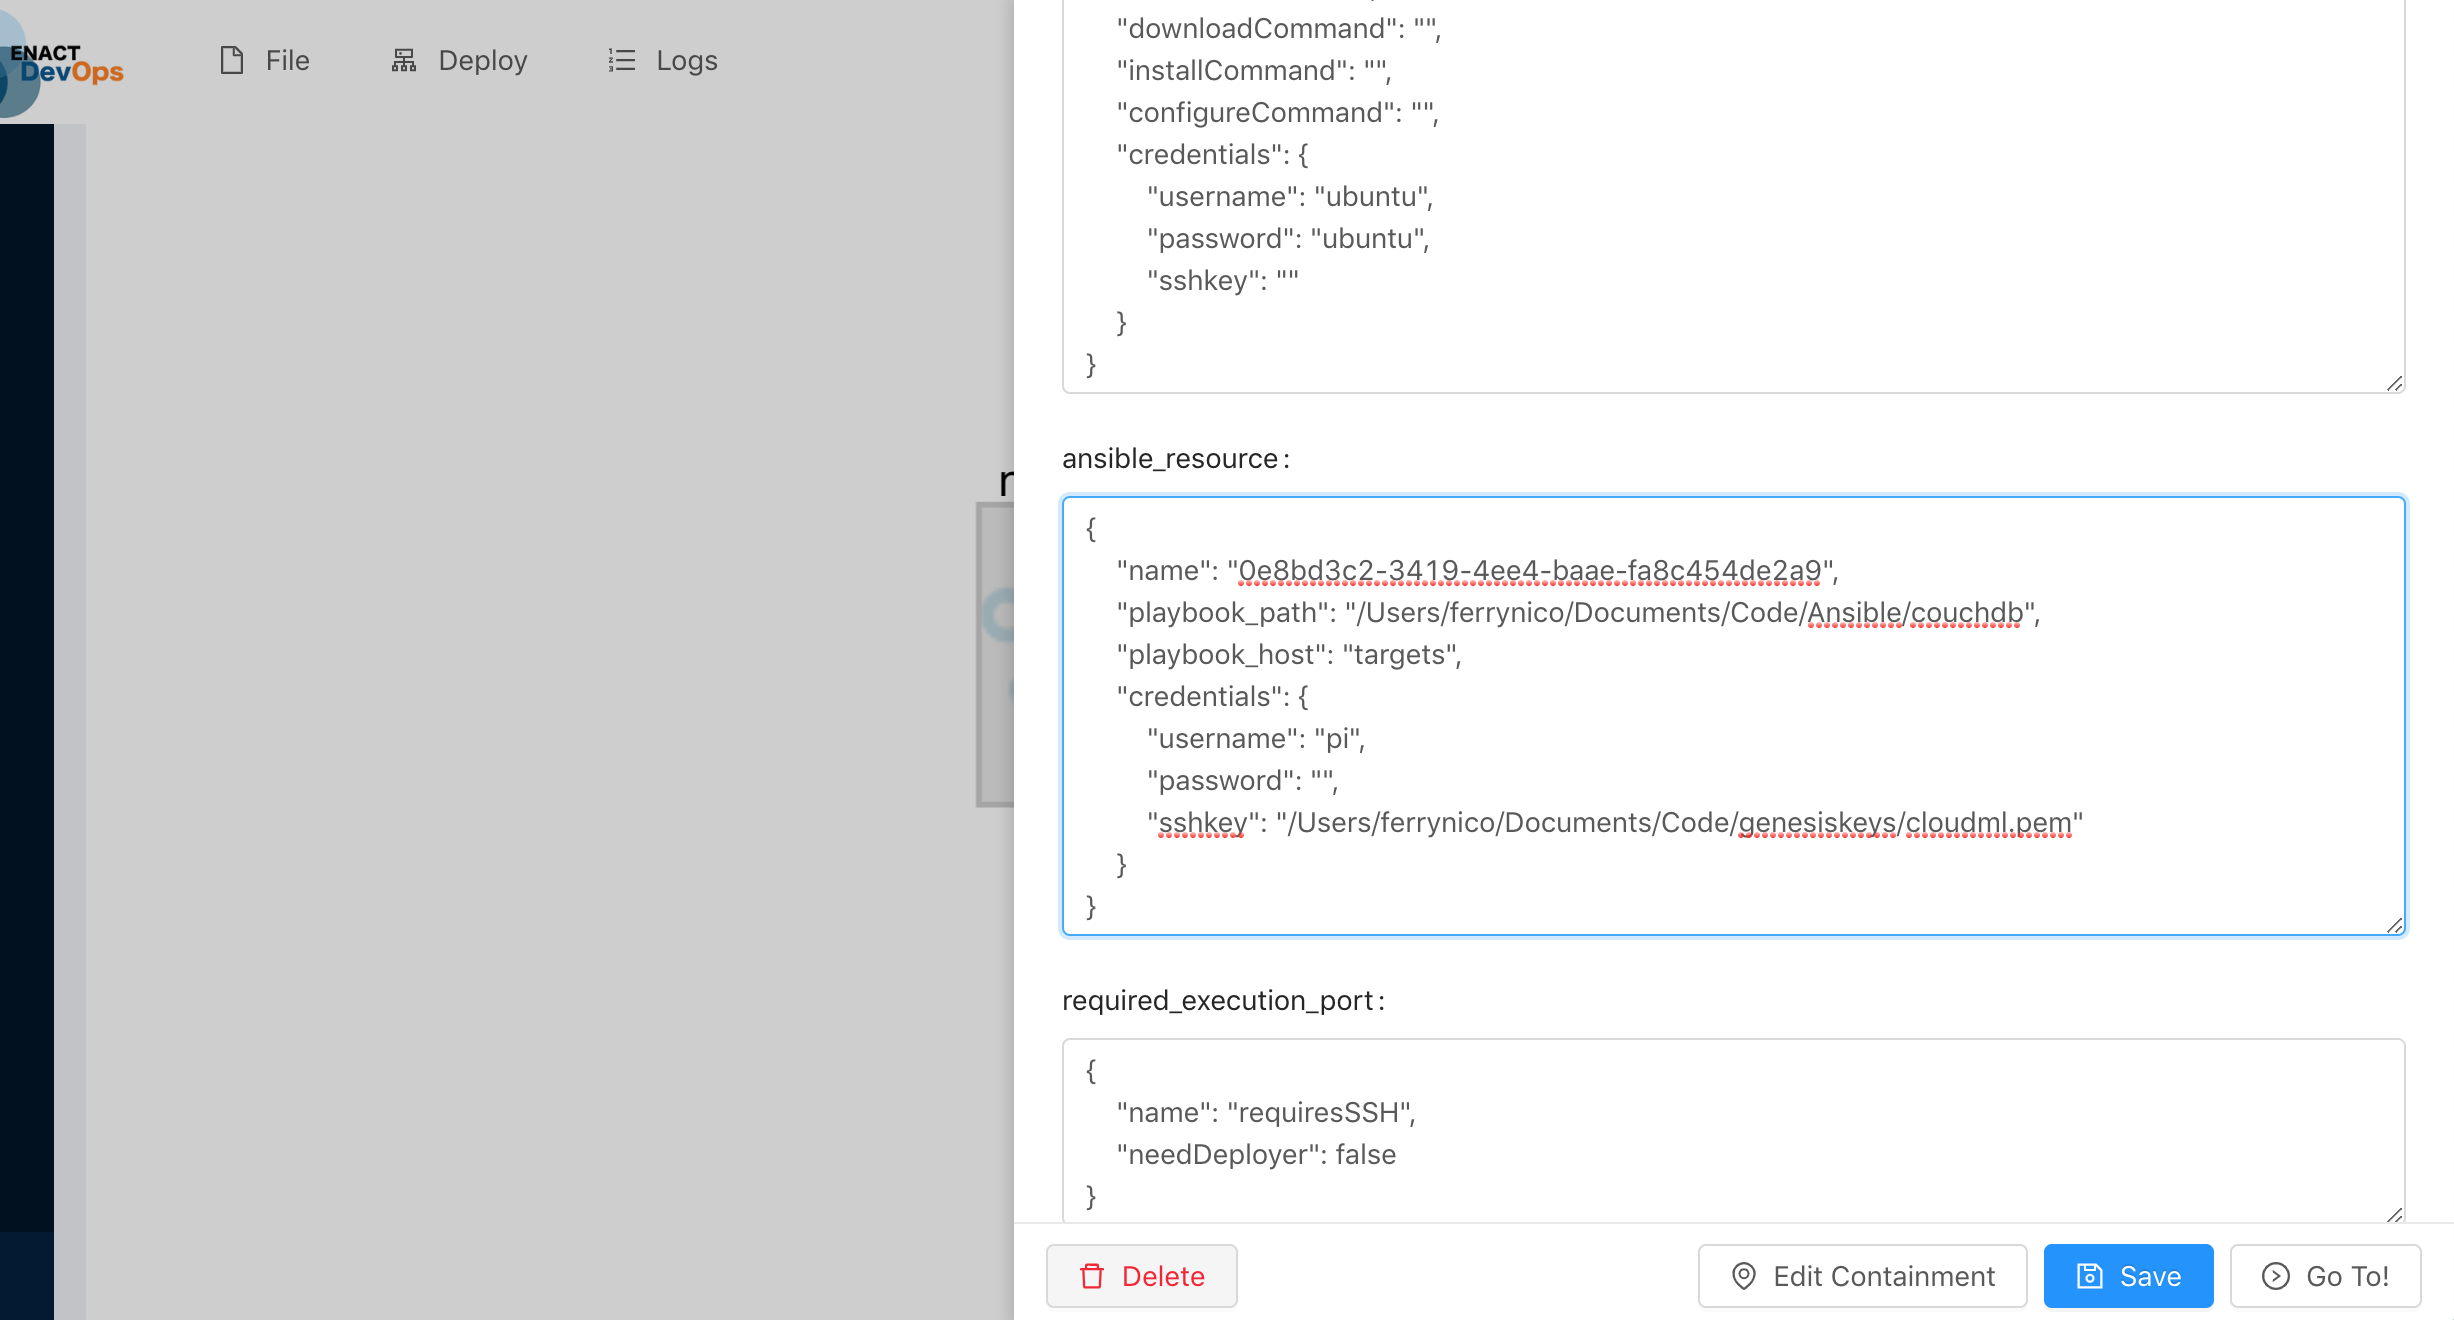 ENACT
DevOps
File
Deploy
Logs
"downloadCommand": "",
"installCommand": "",
"configureCommand": "",
"credentials": {
"username": "ubuntu",
"password": "ubuntu",
"sshkey": ""
}
}
ansible_resource:
{
"name": "0e8bd3c2-3419-4ee4-baae-fa8c454de2a9",
"playbook_path": "/Users/ferrynico/Documents/Code/Ansible/couchdb",
"playbook_host": "targets",
"credentials": {
"username": "pi",
"password": "",
"sshkey": "/Users/ferrynico/Documents/Code/genesiskeys/cloudml.pem"
}
}
required_execution_port:
{
"name": "requiresSSH",
"needDeployer": false
}
Delete
Edit Containment
Save
Go To!